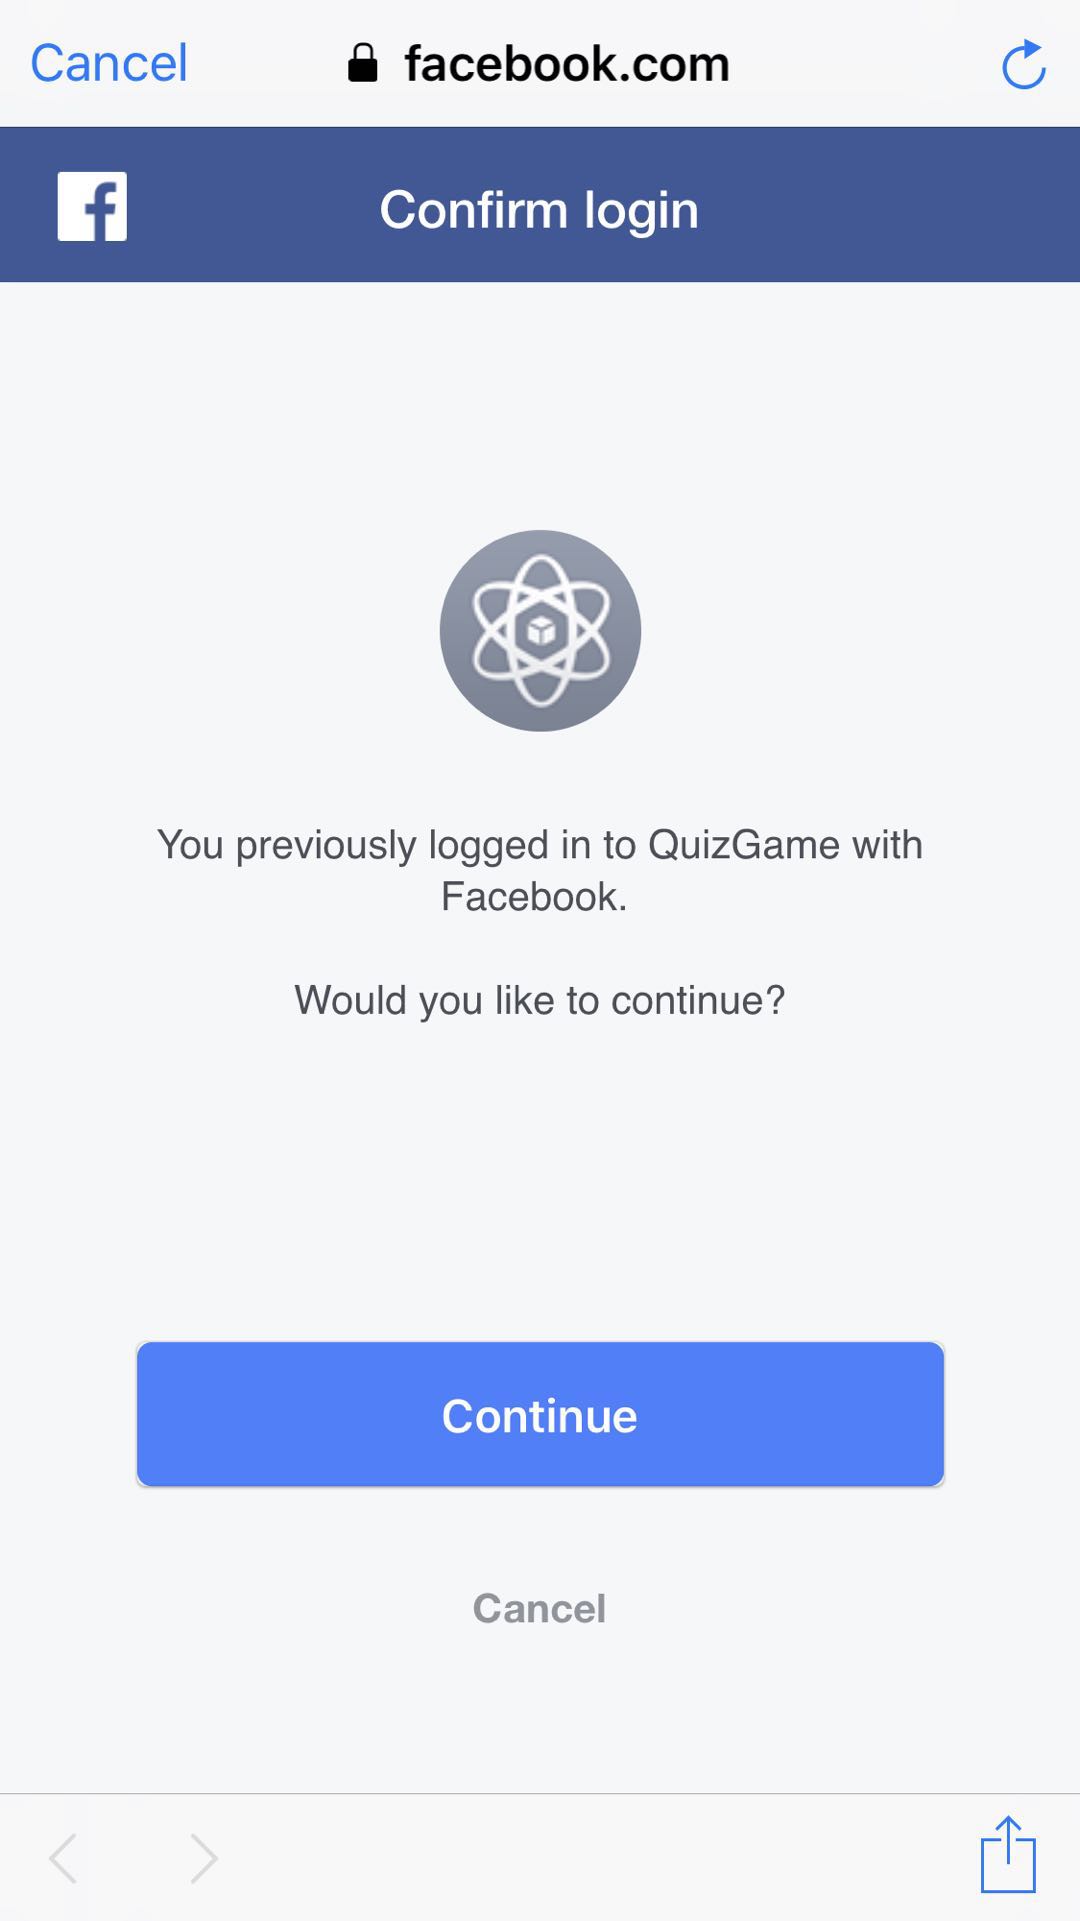 Cancel
facebook.com
Confirm login
You previously logged in to QuizGame with
Facebook.
Would you like to continue?
Continue
Cancel